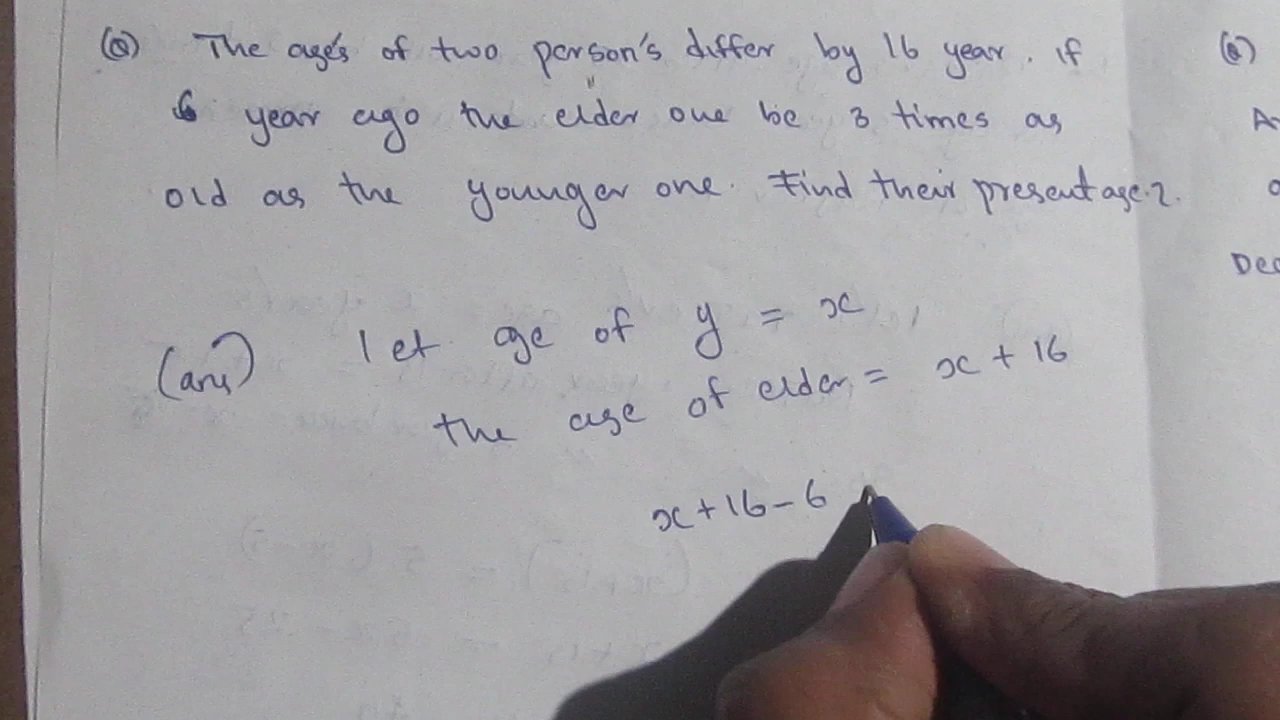 (Q) The age's of two person's differ by 16 year. if
6 year ago the elder one be 3 times as
old as the younger one. Find their present age.?
(ans) let age of y = x
the age of elder = x + 16
x + 16 - 6
(Q)
A
Dec